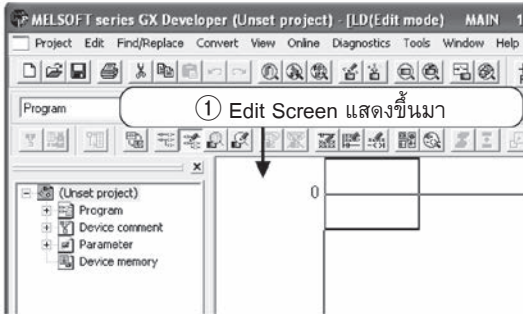 MELSOFT series GX Developer (Unset project) - [LD(Edit mode) MAIN 1
Project Edit Find/Replace Convert View Online Diagnostics Tools Window Help
Program
① Edit Screen แสดงขึ้นมา
0
(Unset project)
Program
Device comment
Parameter
Device memory